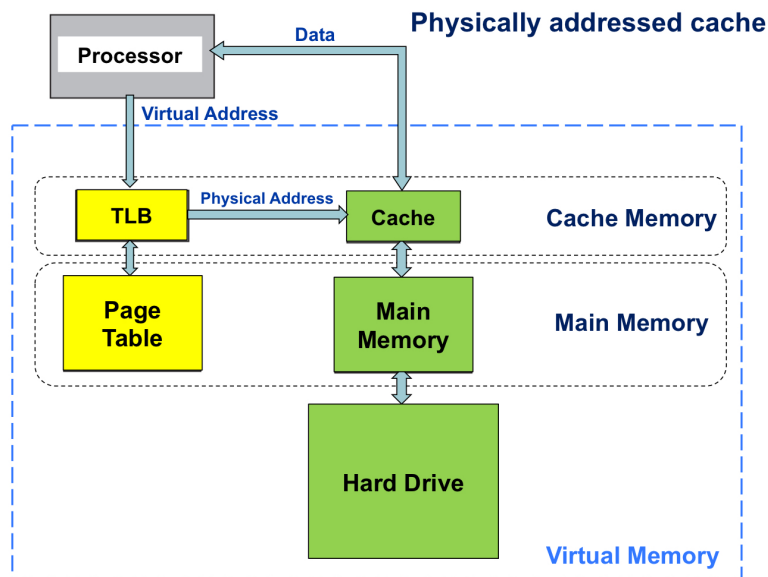 Physically addressed cache
Data
Processor
Virtual Address
TLB
Physical Address
Cache
Cache Memory
Page
Table
Main
Memory
Main Memory
Hard Drive
Virtual Memory